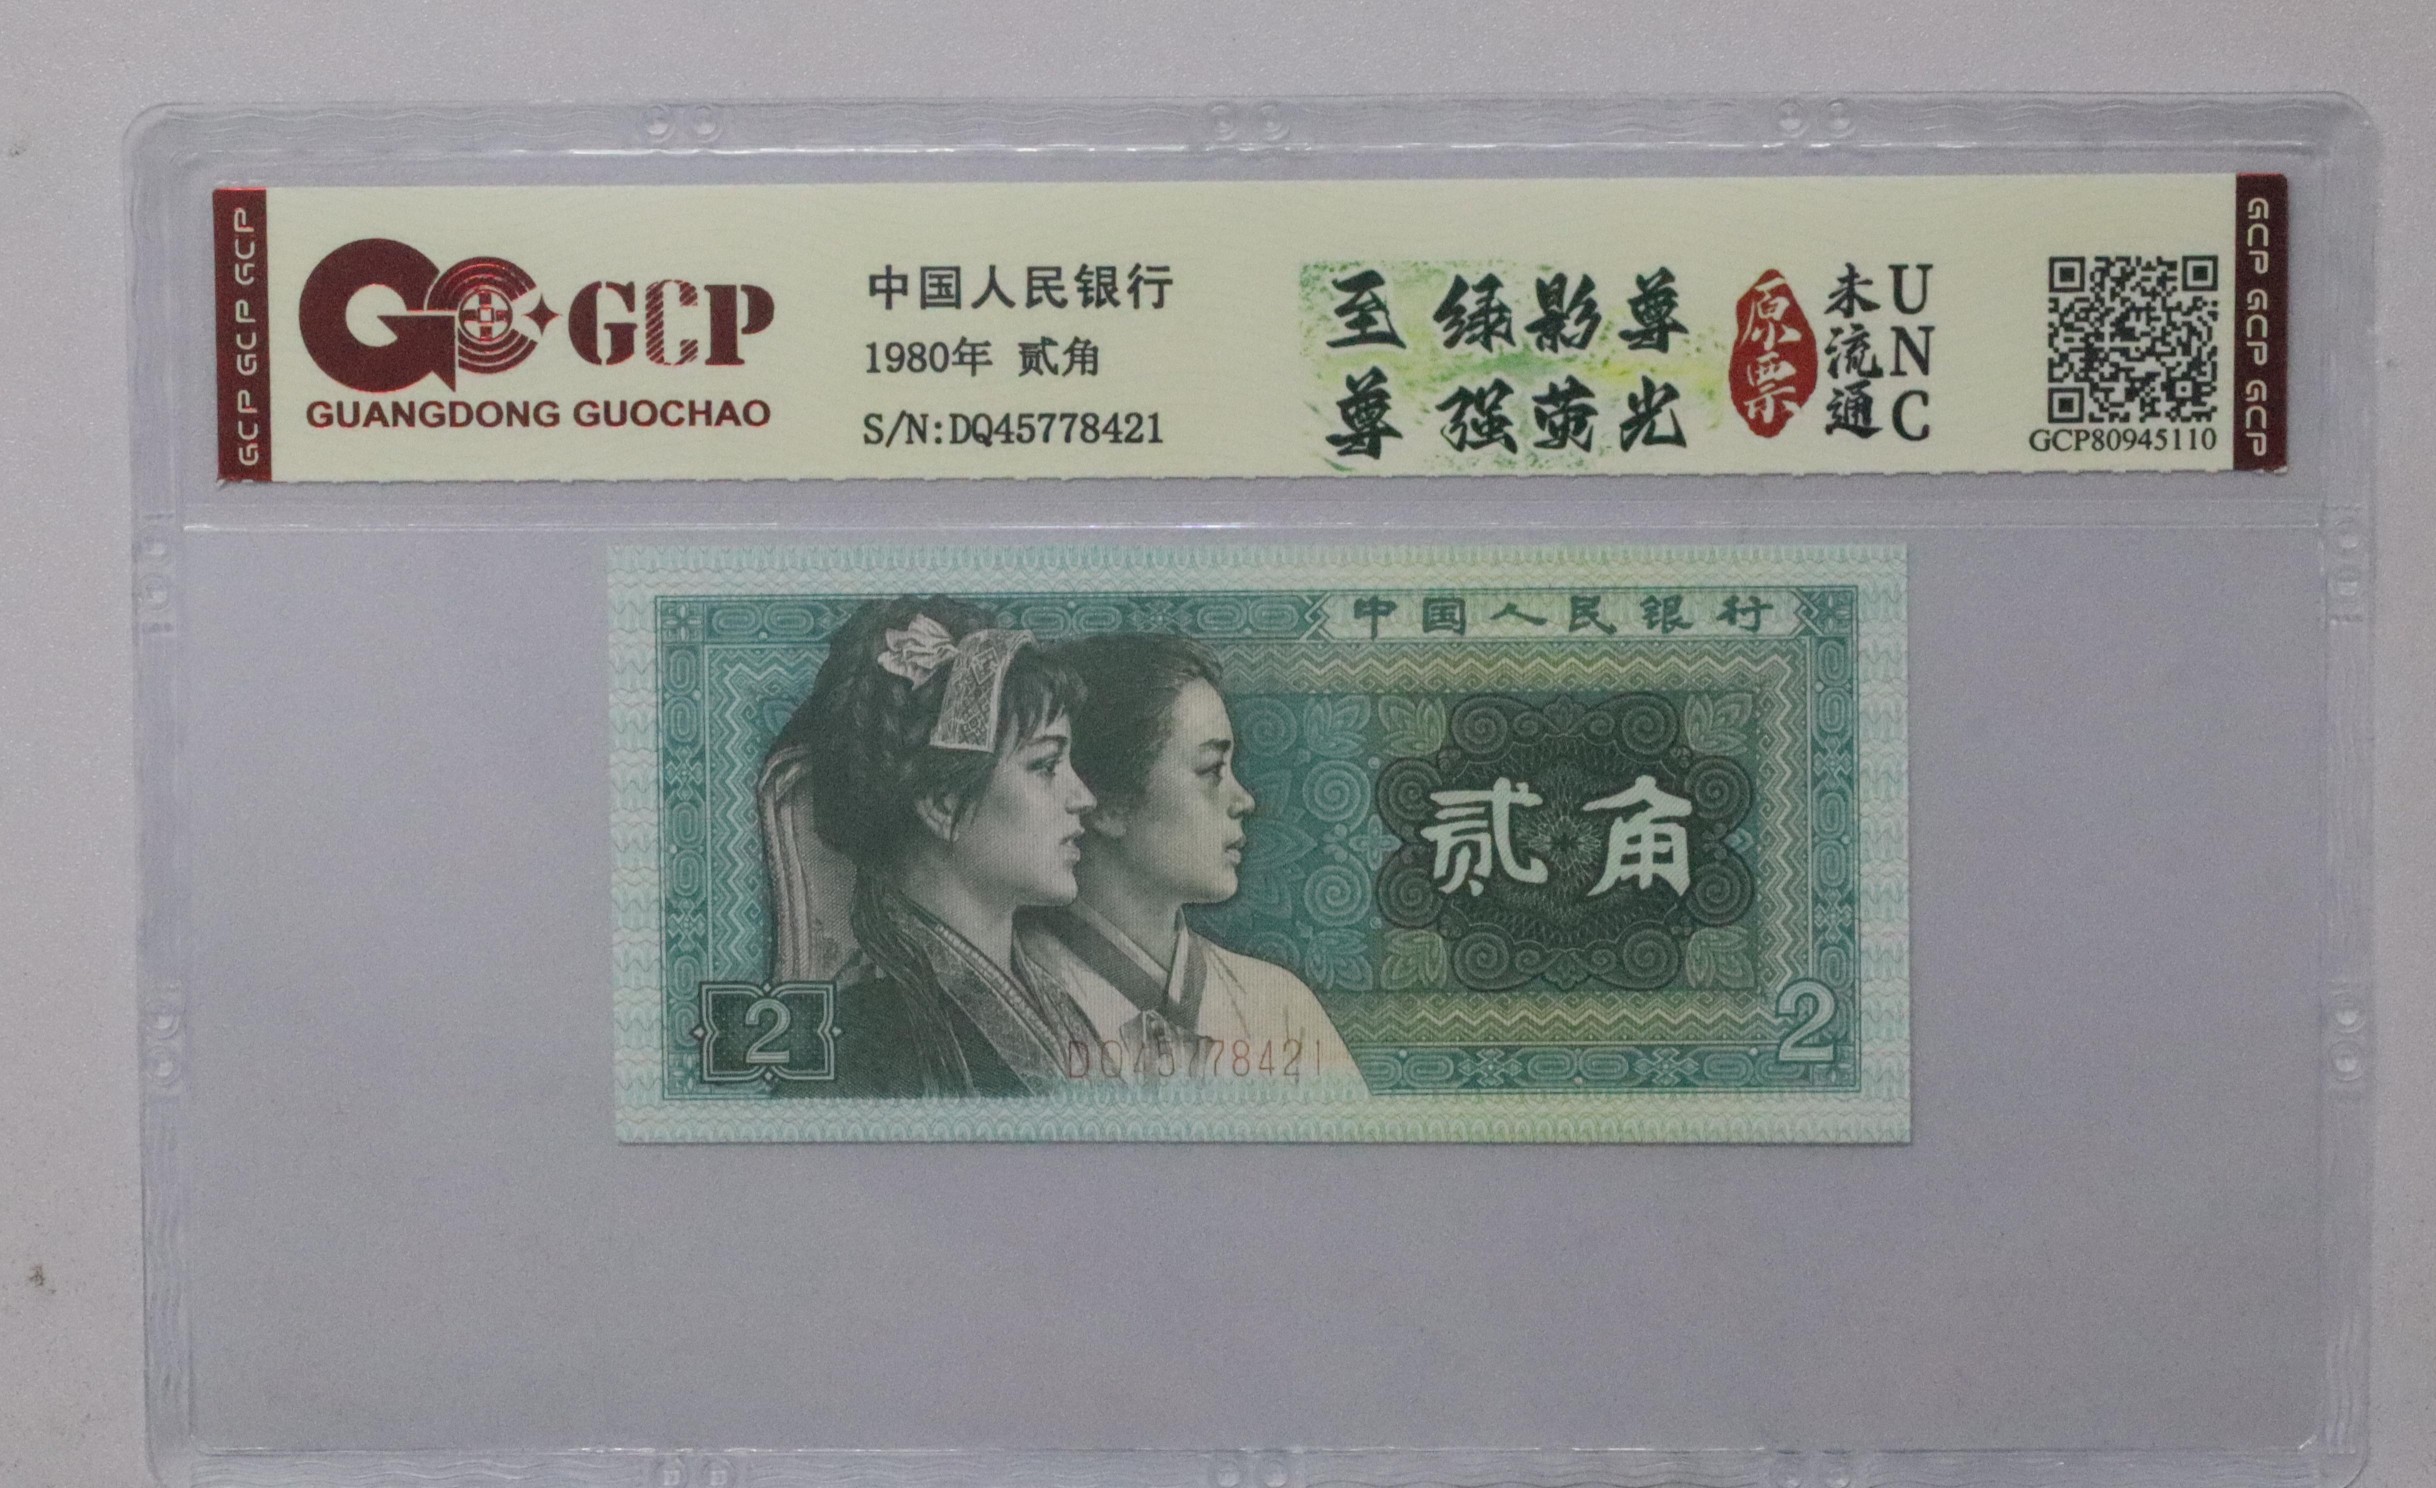 GCP GCP GCP
GCP
GUANGDONG GUOCHAO
中国人民银行
1980年 贰角
S/N:DQ45778421
至尊
绿影尊
强荧光
原票
未流通
UNC
GCP80945110
GCP GCP GCP
中国人民银行
贰角
2
2
DQ45778421